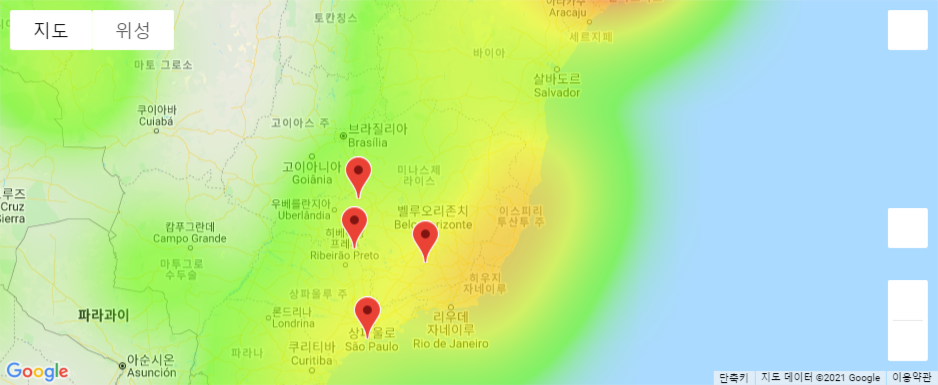 지도
위성
토칸칭스
아라카주
Aracaju
세르지페
바이아
마토 그로소
살바도르
Salvador
쿠이아바
Cuiabá
고이아스 주
브라질리아
Brasília
고이아니아
Goiânia
미나스제
라이스
루즈
Cruz
ierra
우베를란지아
Uberlândia
벨루오리존치
Belo Horizonte
이스피리
투산투 주
캄푸그란데
Campo Grande
히베
프레
Ribeirão Preto
마투그로
수두술
히우지
자네이루
상파울루 주
파라과이
론드리나
Londrina
리우데
자네이루
Rio de Janeiro
상파울로
São Paulo
파라나
쿠리티바
Curitiba
아순시온
Asunción
Google
단축키
지도 데이터 ©2021 Google
이용약관